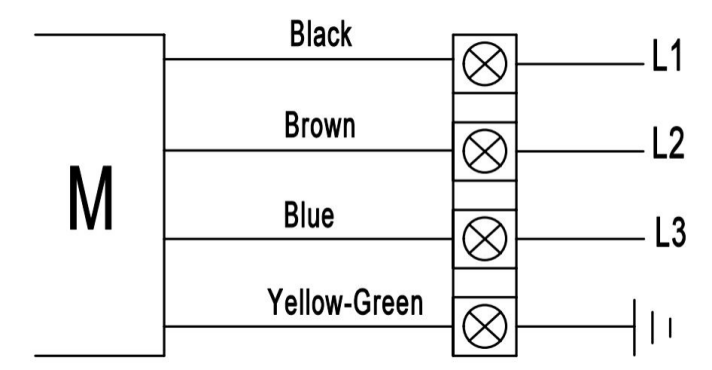 Black
L1
Brown
L2
M
Blue
L3
Yellow-Green